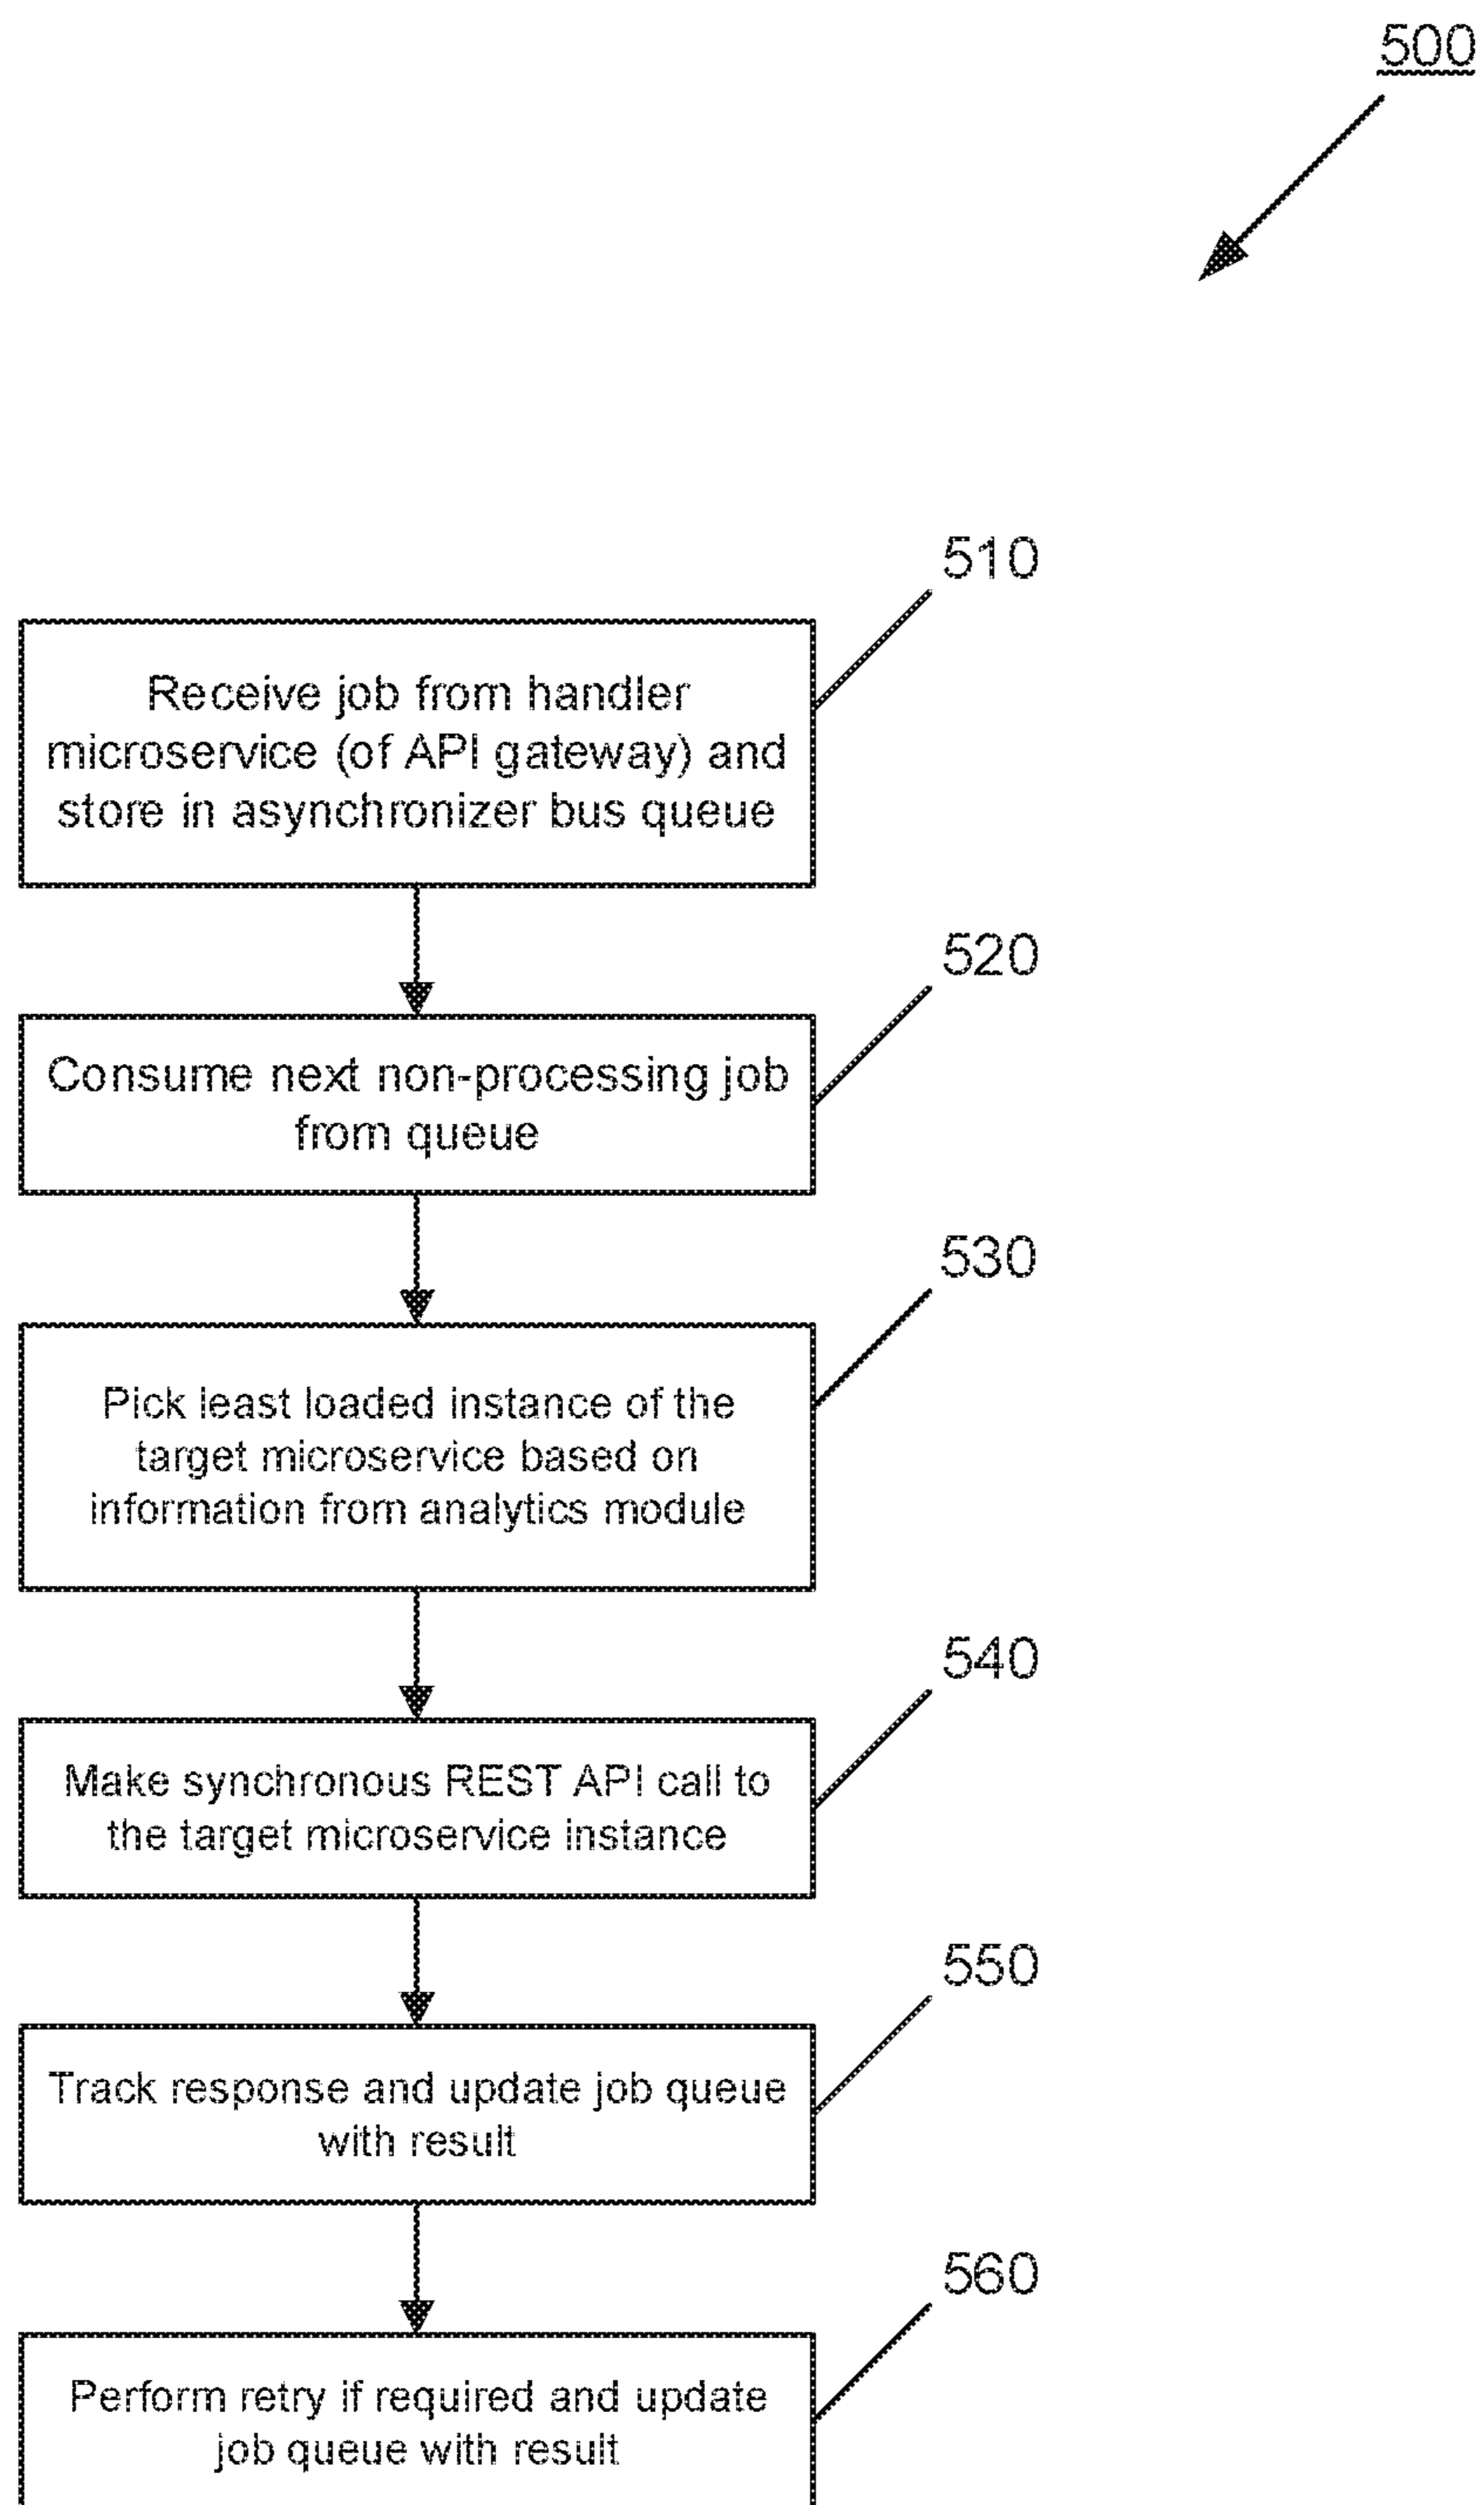 500
510
Receive job from handler
microservice (of API gateway) and
store in asynchronizer bus queue
520
Consume next non-processing job
from queue
530
Pick least loaded instance of the
target microservice based on
information from analytics module
540
Make synchronous REST API call to
the target microservice instance
550
Track response and update job queue
with result
560
Perform retry if required and update
job queue with result